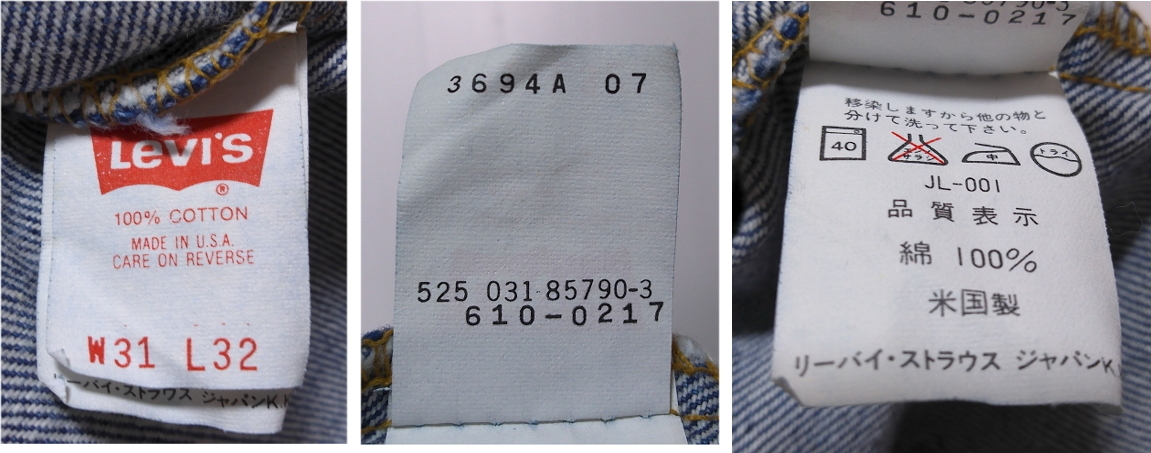 Levi's
®
100% COTTON
MADE IN U.S.A.
CARE ON REVERSE
W31 L32
リーバイ・ストラウス ジャパンK.K
3694A 07
525 031 85790-3
610-0217
610-0217
移染しますから他の物と
分けて洗って下さい。
40
中
ドライ
JL-001
品質表示
綿 100%
米国製
リーバイ・ストラウス ジャパンK